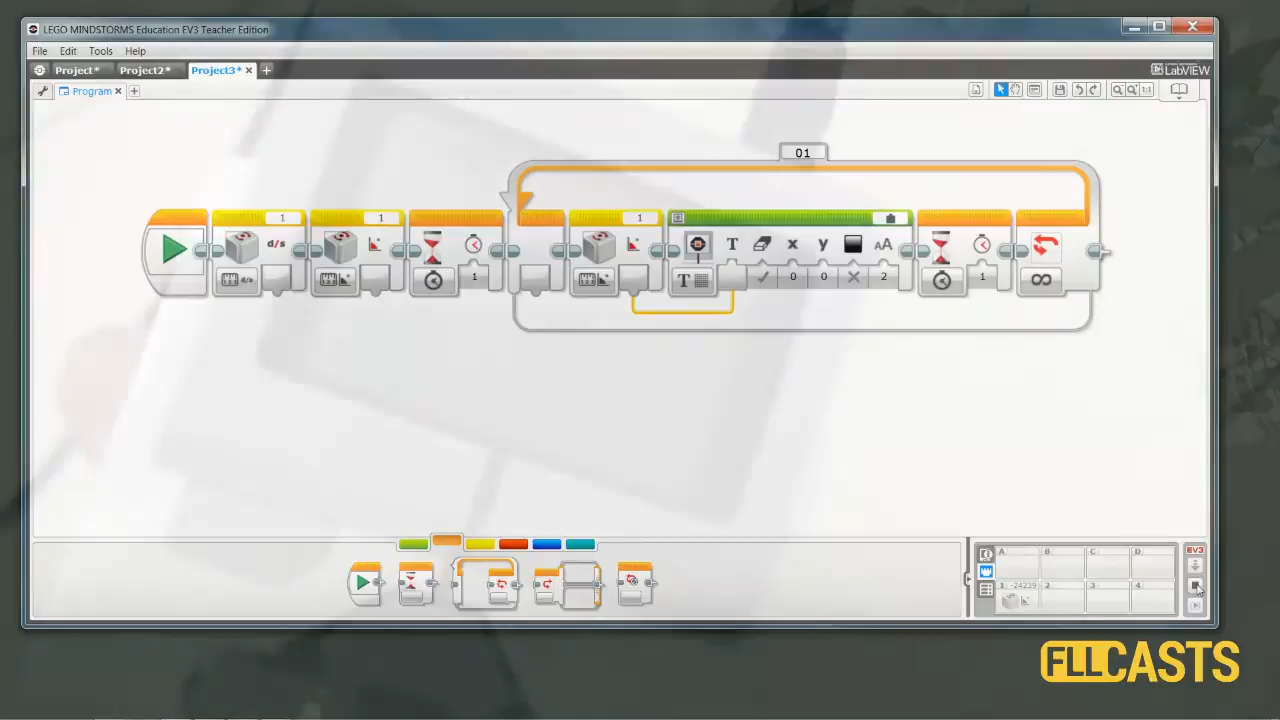 LEGO MINDSTORMS Education EV3 Teacher Edition
File Edit Tools Help
Project* Project2* Project3* × +
LabVIEW
Program × +
1:1
01
1 1 1
d/s T x y AA
d/s 1 T 0 0 2 1 ∞
EV3
A B C D
1 -24239 2 3 4
FLLCASTS